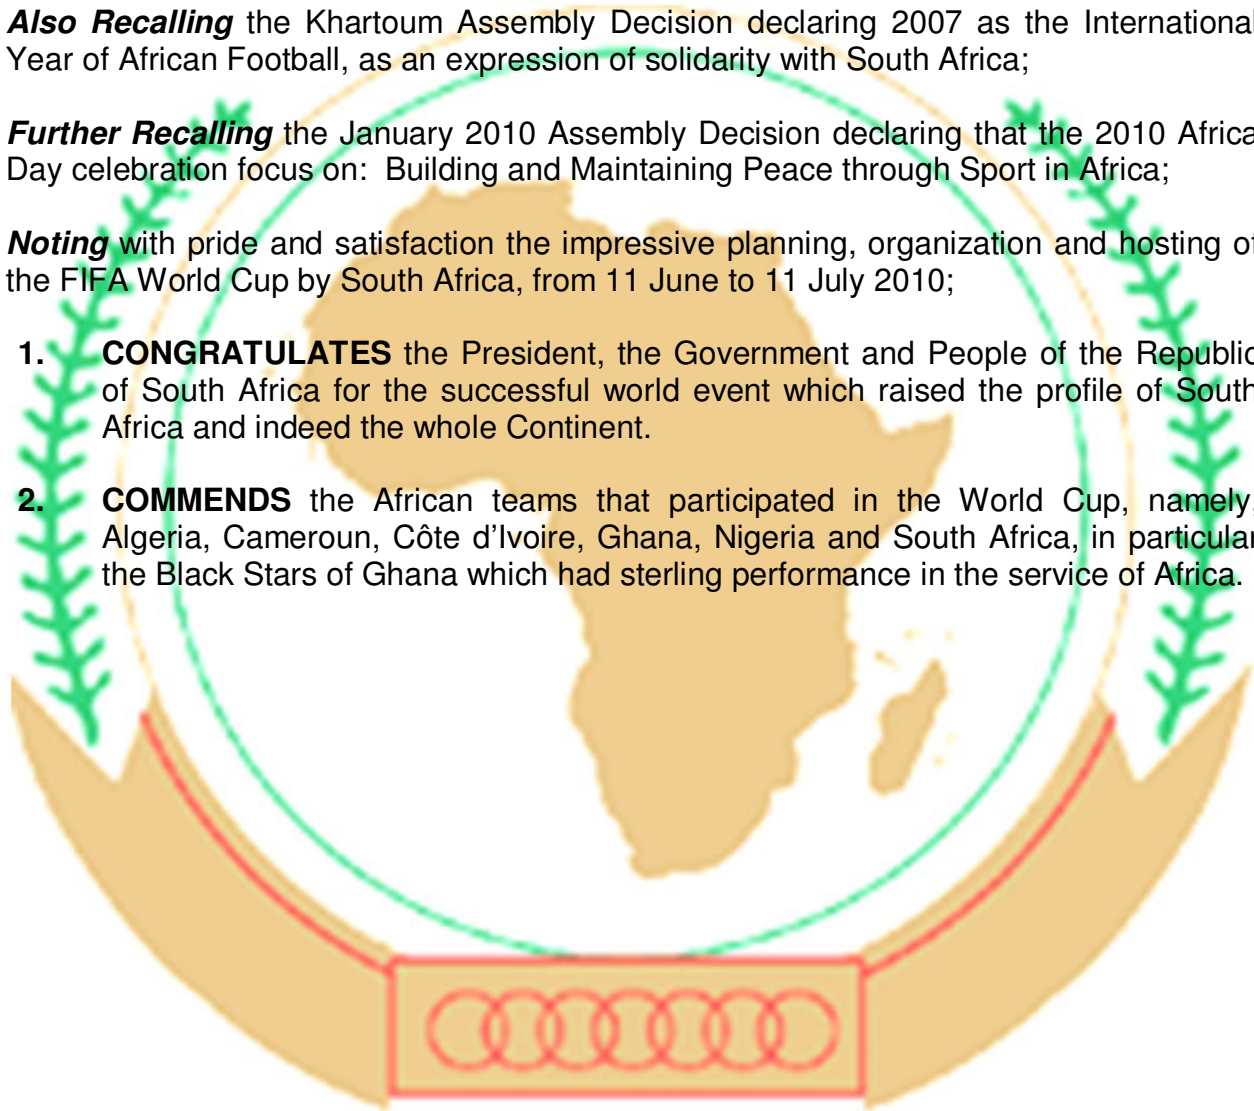 Also Recalling the Khartoum Assembly Decision declaring 2007 as the International
Year of African Football, as an expression of solidarity with South Africa;
Further Recalling the January 2010 Assembly Decision declaring that the 2010 Africa
Day celebration focus on: Building and Maintaining Peace through Sport in Africa;
Noting with pride and satisfaction the impressive planning, organization and hosting of
the FIFA World Cup by South Africa, from 11 June to 11 July 2010;
1. CONGRATULATES the President, the Government and People of the Republic
of South Africa for the successful world event which raised the profile of South
Africa and indeed the whole Continent.
2. COMMENDS the African teams that participated in the World Cup, namely,
Algeria, Cameroun, Côte d’Ivoire, Ghana, Nigeria and South Africa, in particular
the Black Stars of Ghana which had sterling performance in the service of Africa.